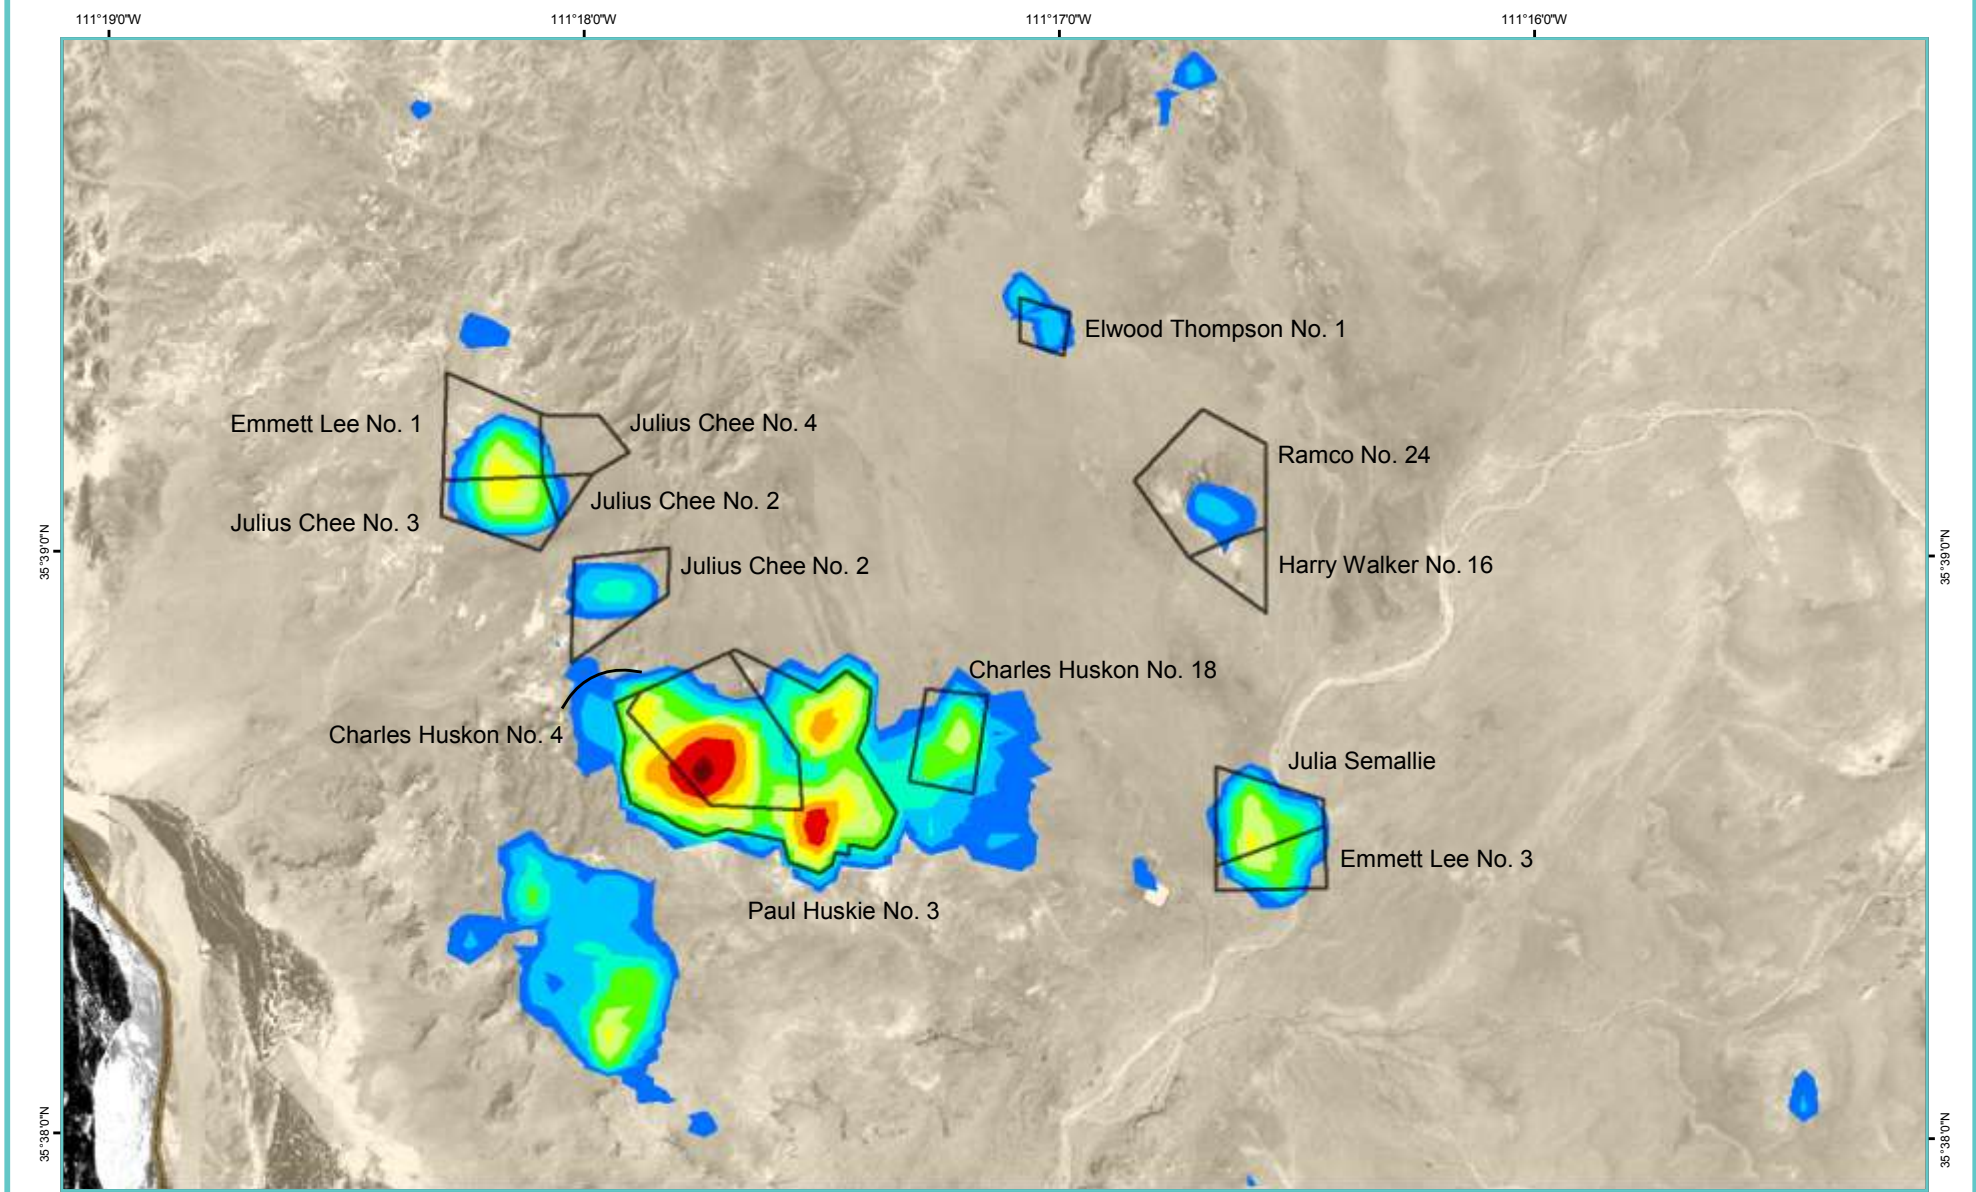 111°19'0"W
111°18'0"W
111°17'0"W
111°16'0"W
Elwood Thompson No. 1
Emmett Lee No. 1
Julius Chee No. 4
Ramco No. 24
Julius Chee No. 2
Julius Chee No. 3
35°39'0"N
35°39'0"N
Julius Chee No. 2
Harry Walker No. 16
Charles Huskon No. 18
Charles Huskon No. 4
Julia Semallie
Emmett Lee No. 3
Paul Huskie No. 3
35°38'0"N
35°38'0"N